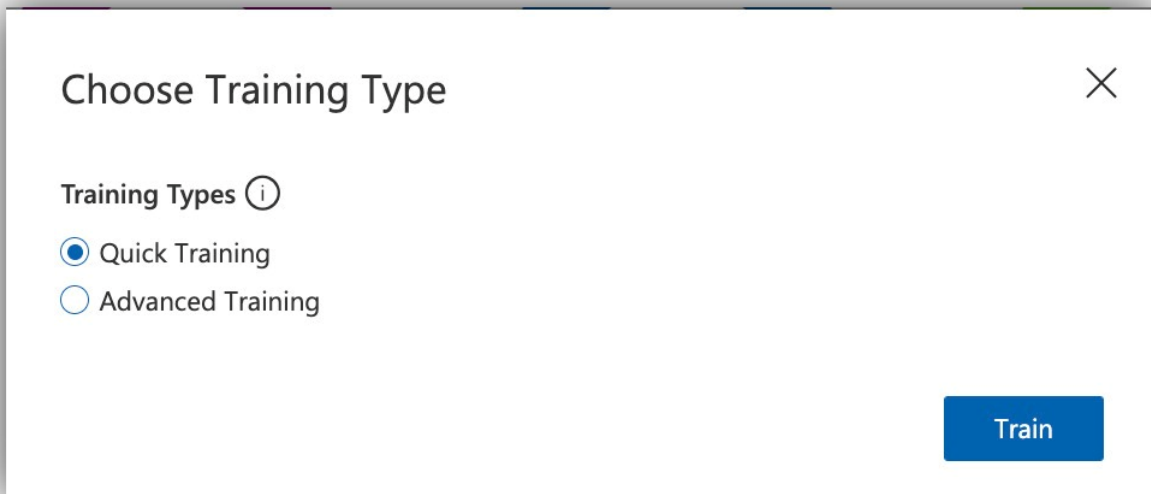 Choose Training Type
Training Types
Quick Training
Advanced Training
Train